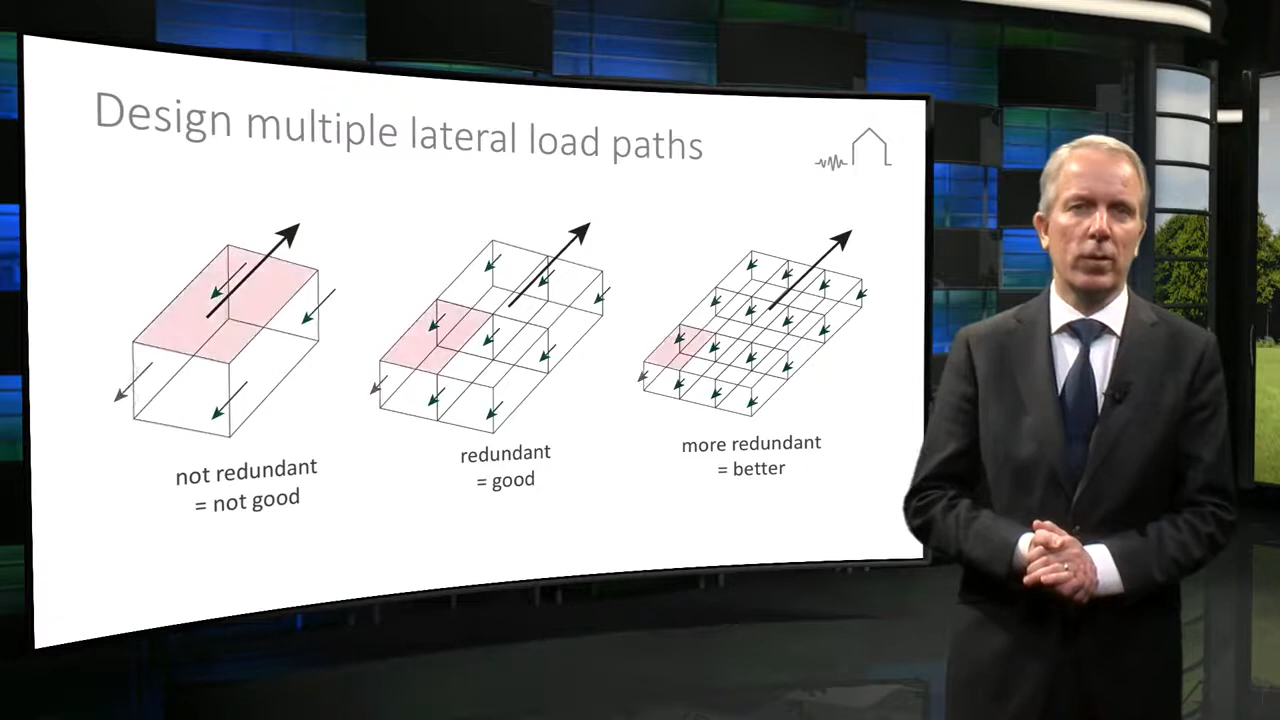 Design multiple lateral load paths
not redundant
= not good
redundant
= good
more redundant
= better